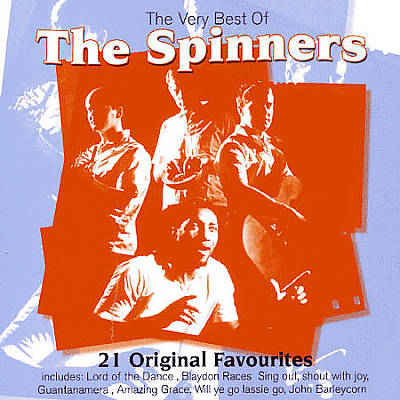 The Very Best Of
The Spinners
21 Original Favourites
includes: Lord of the Dance , Blaydon Races  Sing out, shout with joy,
Guantanamera , Amazing Grace, Will ye go lassie go, John Barleycorn